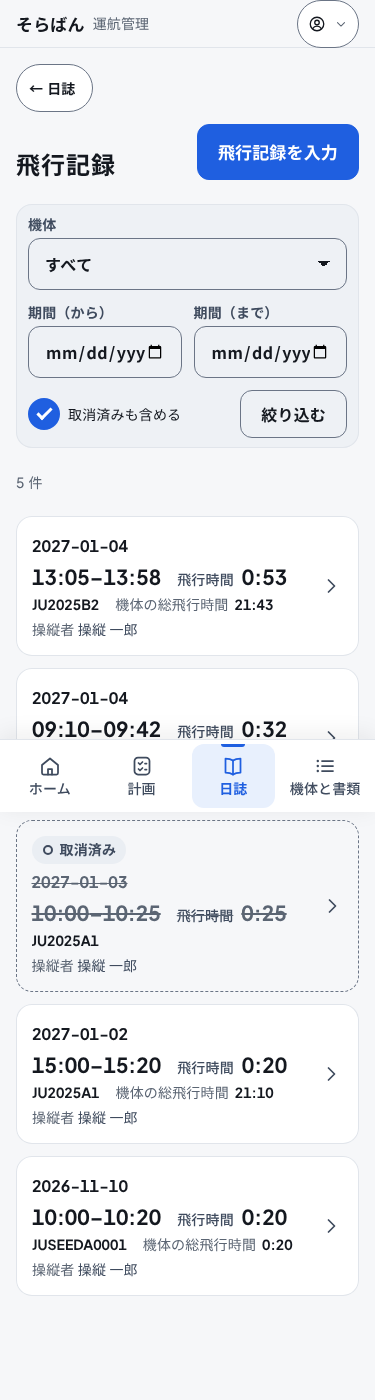 そらばん 運航管理
← 日誌
飛行記録
飛行記録を入力
機体
すべて
期間（から） 期間（まで）
mm/dd/yyy mm/dd/yyy
取消済みも含める 絞り込む
5 件
2027-01-04
13:05–13:58 飛行時間 0:53
JU2025B2 機体の総飛行時間 21:43
操縦者 操縦 一郎
2027-01-04
09:10–09:42 飛行時間 0:32
ホーム 計画 日誌 機体と書類
取消済み
2027-01-03
10:00–10:25 飛行時間 0:25
JU2025A1
操縦者 操縦 一郎
2027-01-02
15:00–15:20 飛行時間 0:20
JU2025A1 機体の総飛行時間 21:10
操縦者 操縦 一郎
2026-11-10
10:00–10:20 飛行時間 0:20
JUSEEDA0001 機体の総飛行時間 0:20
操縦者 操縦 一郎